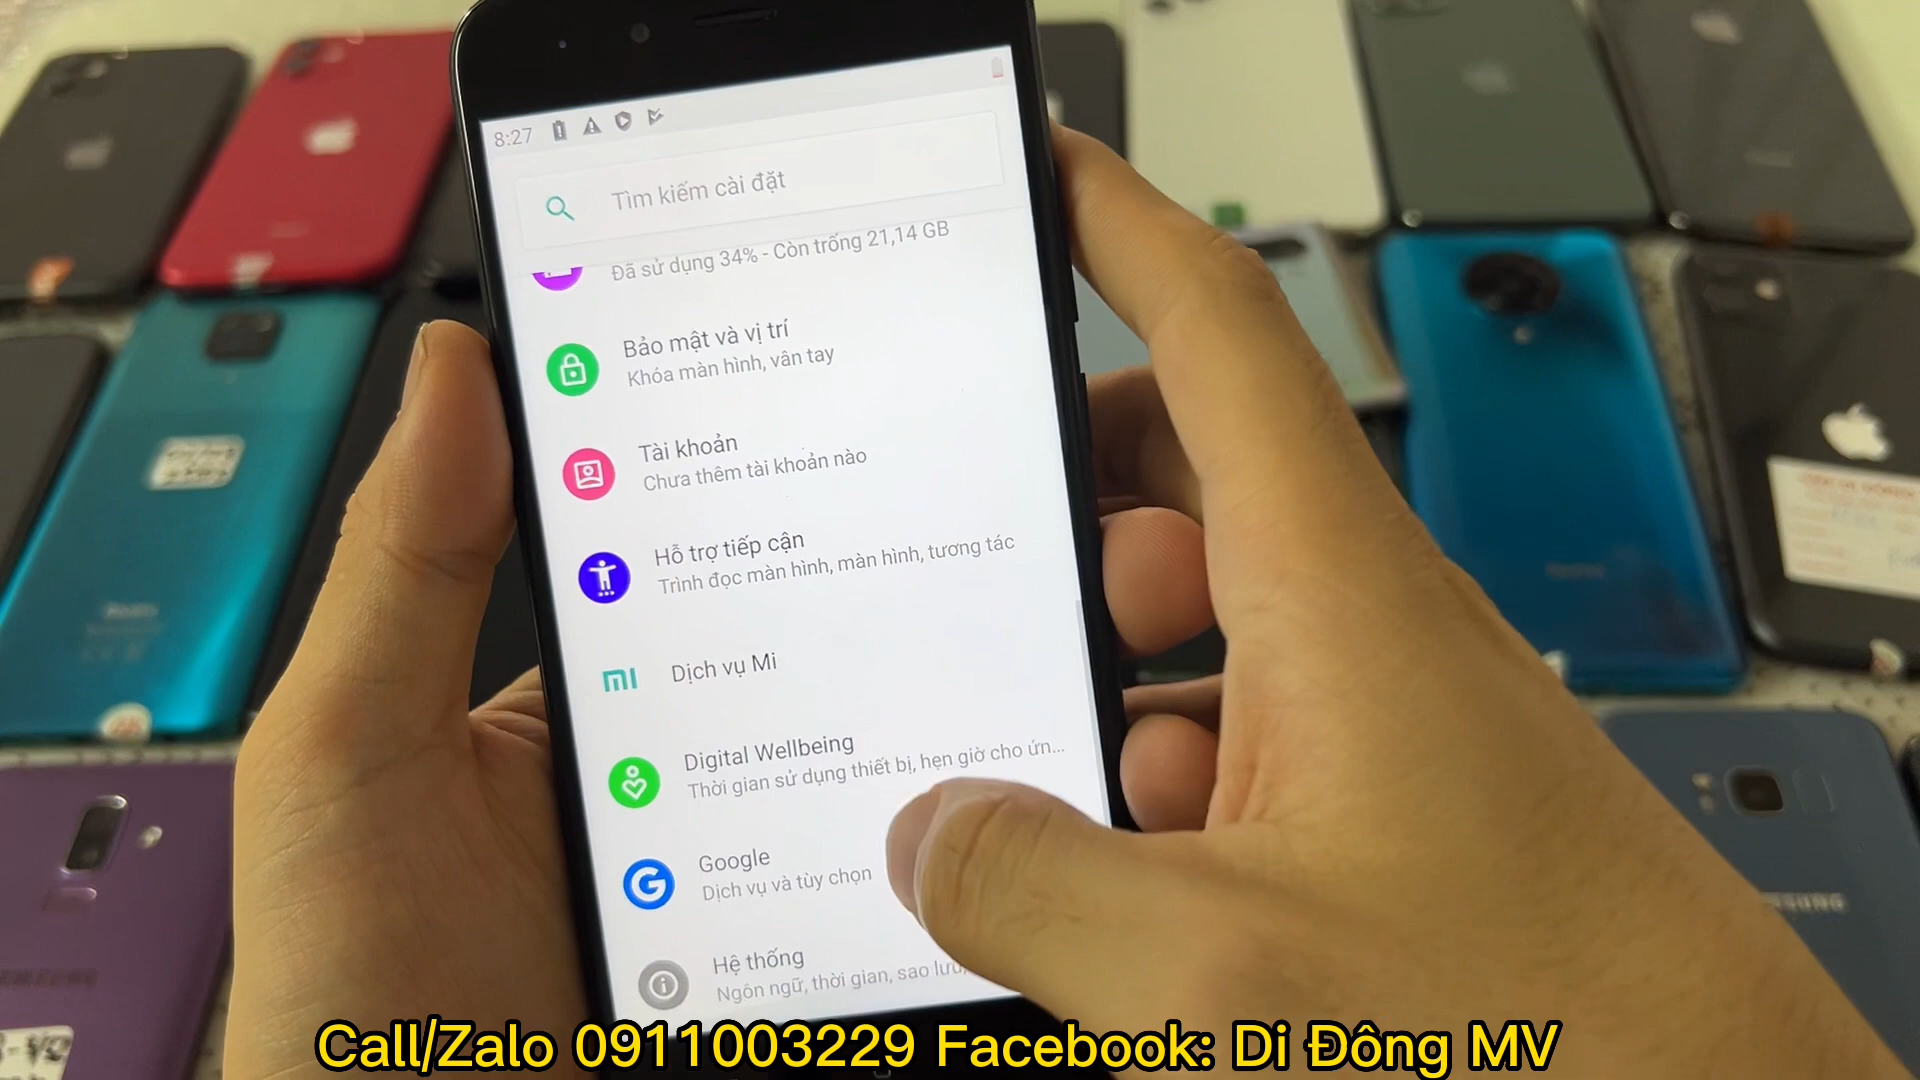 8:27
Tìm kiếm cài đặt
Đã sử dụng 34% - Còn trống 21,14 GB
Bảo mật và vị trí
Khóa màn hình, vân tay
Tài khoản
Chưa thêm tài khoản nào
Hỗ trợ tiếp cận
Trình đọc màn hình, màn hình, tương tác
Dịch vụ Mi
Digital Wellbeing
Thời gian sử dụng thiết bị, hẹn giờ cho ứn...
Google
Dịch vụ và tùy chọn
Hệ thống
Ngôn ngữ, thời gian, sao lưu,
Call/Zalo 0911003229 Facebook: Di Đông MV